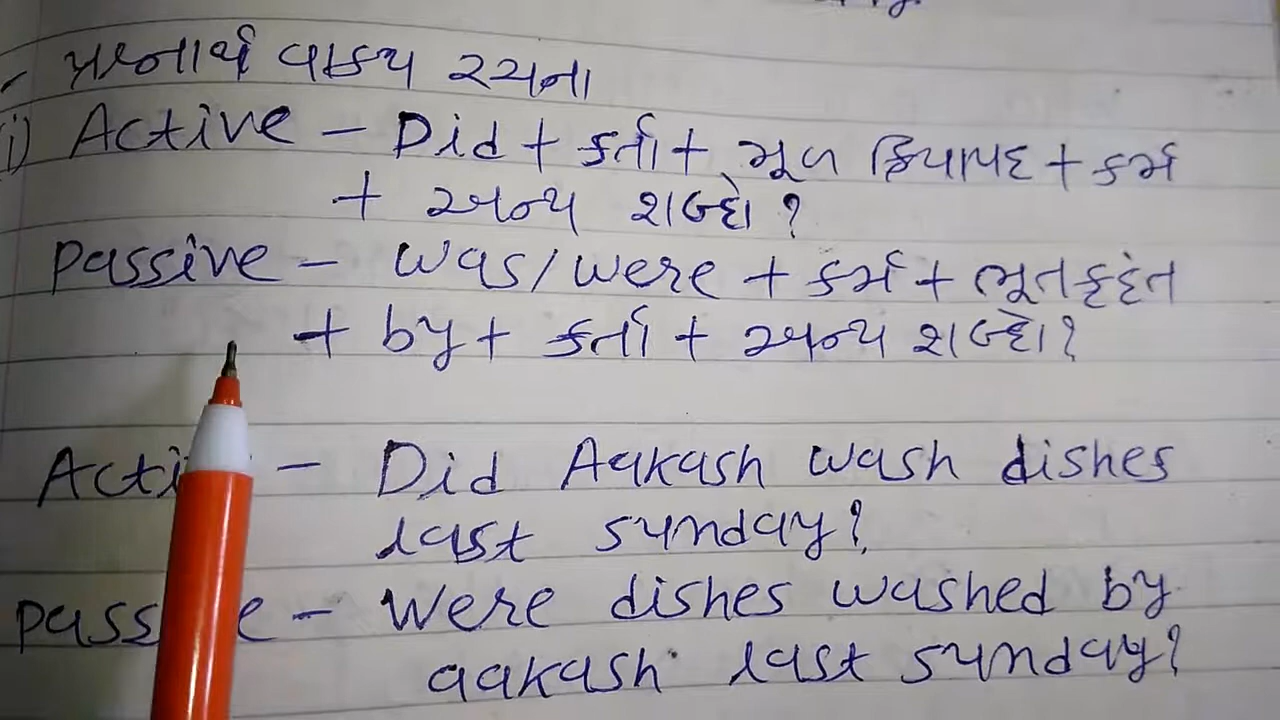 પ્રશ્નાર્થ વાક્ય રચના
i) Active - Did + કર્તા + મૂળ ક્રિયાપદ + કર્મ
+ અન્ય શબ્દો ?
Passive - was/were + કર્મ + ભૂતકૃદંત
+ by + કર્તા + અન્ય શબ્દો ?
Acti - Did Aakash wash dishes
last sunday?
pass e - Were dishes washed by
aakash last sunday?